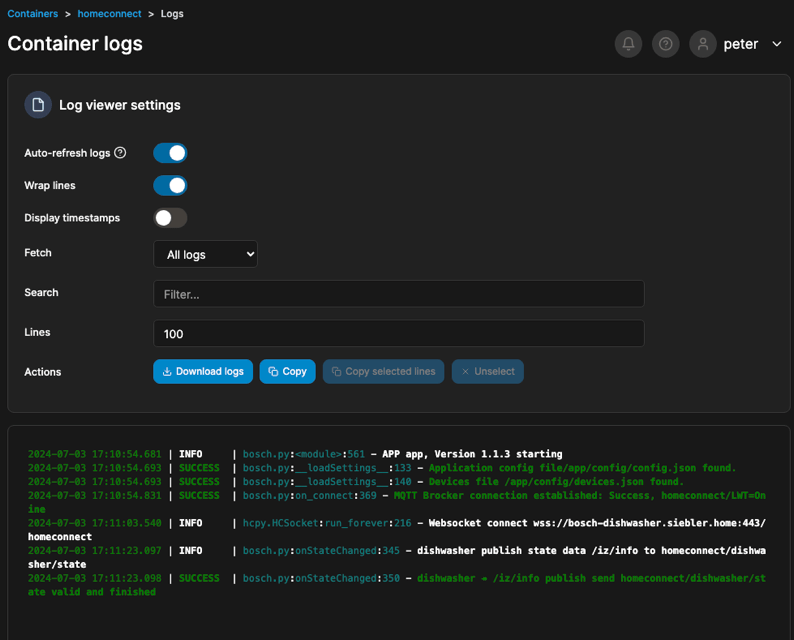 Containers > homeconnect > Logs
Container logs
peter
Log viewer settings
Auto-refresh logs
Wrap lines
Display timestamps
Fetch All logs
Search Filter...
Lines 100
Actions Download logs Copy Copy selected lines Unselect
2024-07-03 17:10:54.681 | INFO | bosch.py:<module>:561 - APP app, Version 1.1.3 starting
2024-07-03 17:10:54.693 | SUCCESS | bosch.py:__loadSettings__:133 - Application config file/app/config/config.json found.
2024-07-03 17:10:54.693 | SUCCESS | bosch.py:__loadSettings__:140 - Devices file /app/config/devices.json found.
2024-07-03 17:10:54.831 | SUCCESS | bosch.py:on_connect:369 - MQTT Brocker connection established: Success, homeconnect/LWT=On
ine
2024-07-03 17:11:03.540 | INFO | hcpy.HCSocket:run_forever:216 - Websocket connect wss://bosch-dishwasher.siebler.home:443/
homeconnect
2024-07-03 17:11:23.097 | INFO | bosch.py:onStateChanged:345 - dishwasher publish state data /iz/info to homeconnect/dishwa
sher/state
2024-07-03 17:11:23.098 | SUCCESS | bosch.py:onStateChanged:350 - dishwasher → /iz/info publish send homeconnect/dishwasher/st
ate valid and finished